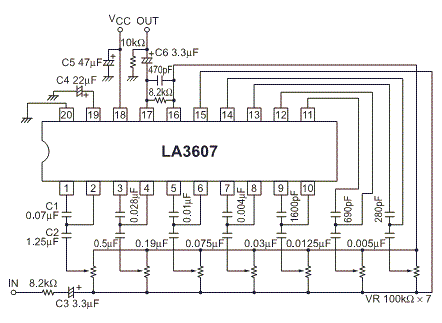 VCC OUT
10kΩ
C6 3.3μF
C5 47μF
470pF
C4 22μF
8.2kΩ
20 19 18 17 16 15 14 13 12 11
LA3607
1 2 3 4 5 6 7 8 9 10
C1
0.07μF
0.028μF
0.01μF
0.004μF
1600pF
690pF
280pF
C2
1.25μF
0.5μF 0.19μF 0.075μF 0.03μF 0.0125μF 0.005μF
IN
8.2kΩ
C3 3.3μF
VR 100kΩ × 7